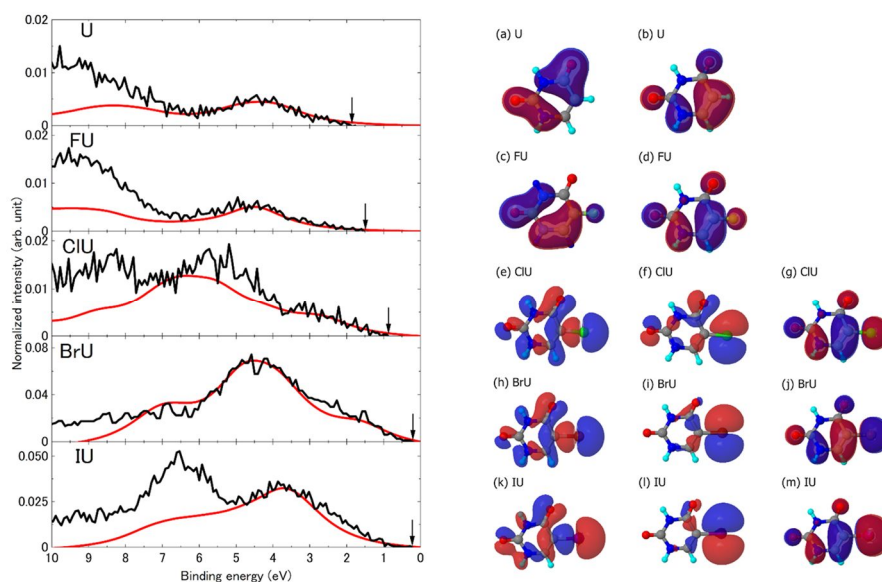 U
0.02
0.01
0
FU
0.02
0.01
0
ClU
0.02
0.01
0
BrU
0.08
0.04
0
IU
0.050
0.025
0
10 9 8 7 6 5 4 3 2 1 0
Binding energy (eV)
Normalized intensity (arb. unit)
(a) U
(b) U
(c) FU
(d) FU
(e) ClU
(f) ClU
(g) ClU
(h) BrU
(i) BrU
(j) BrU
(k) IU
(l) IU
(m) IU